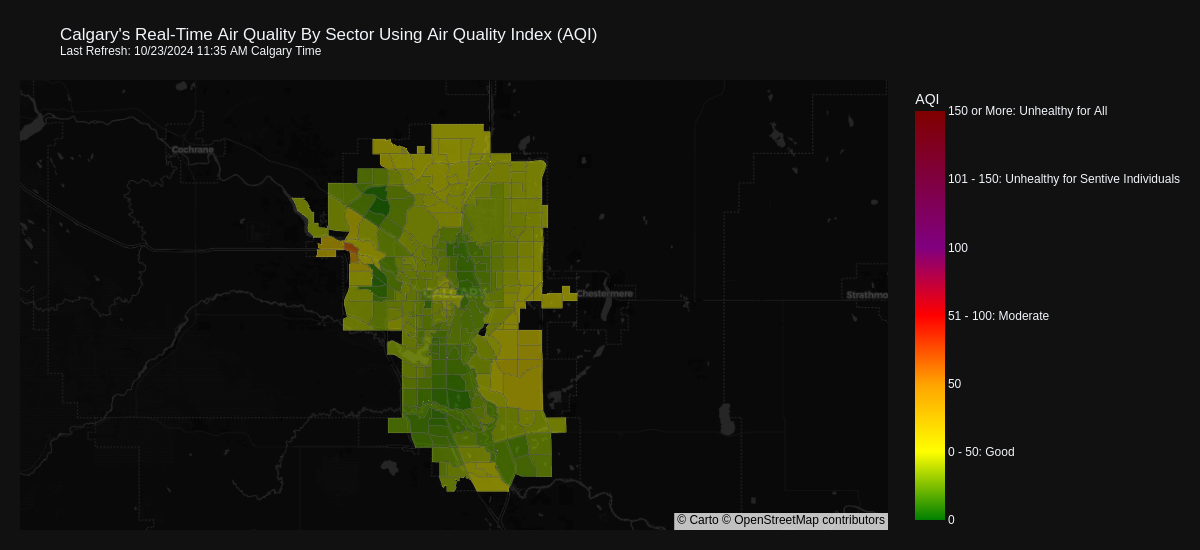 Calgary's Real-Time Air Quality By Sector Using Air Quality Index (AQI)
Last Refresh: 10/23/2024 11:35 AM Calgary Time
AQI
150 or More: Unhealthy for All
101 - 150: Unhealthy for Sentive Individuals
100
51 - 100: Moderate
50
0 - 50: Good
0
Cochrane
CALGARY
Chestermere
Strathmo
© Carto © OpenStreetMap contributors